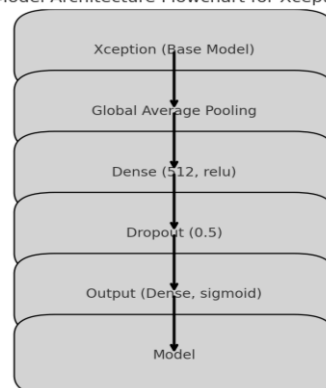 Model Architecture Flowchart for
Xception (Base Model)
Global Average Pooling
Dense (512, relu)
Dropout (0.5)
Output (Dense, sigmoid)
Model